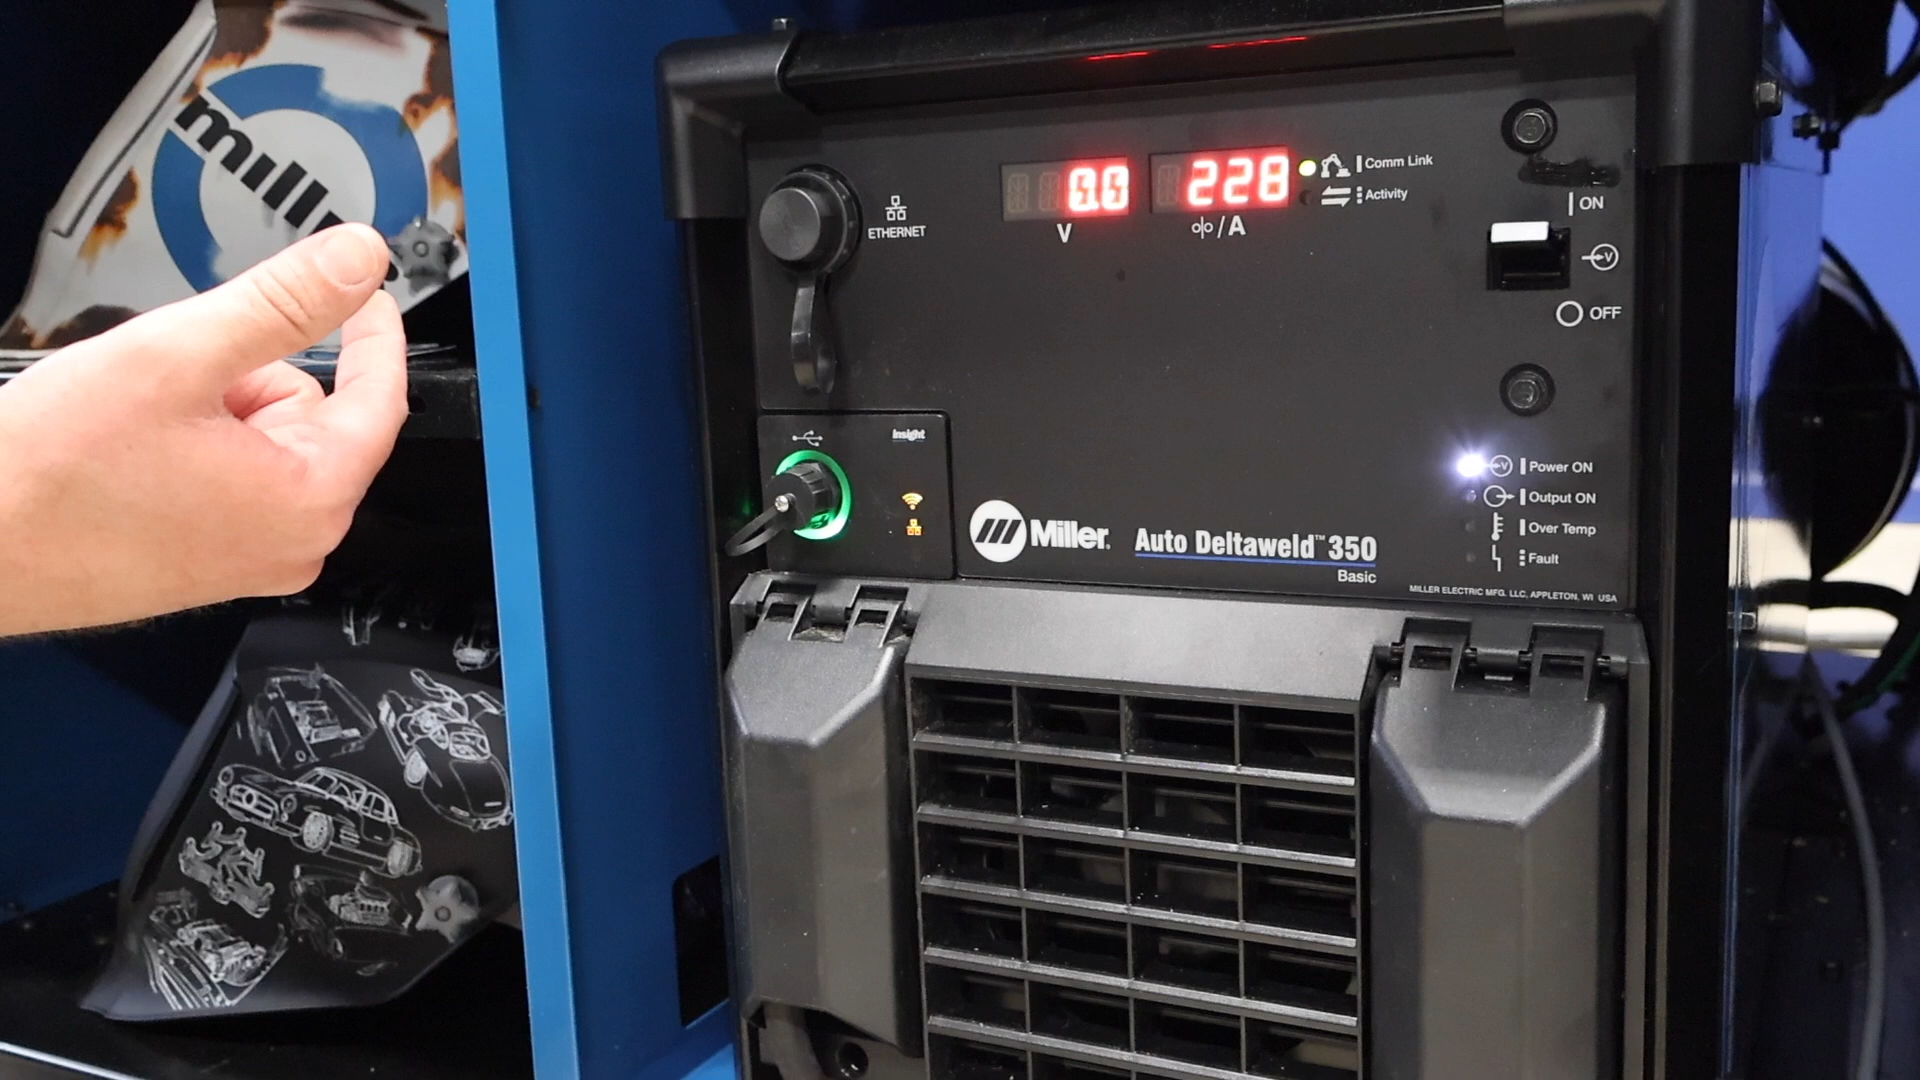 mill
ETHERNET
0.0
V
228
/ A
Comm Link
Activity
ON
V
OFF
Insight
Miller®
Auto Deltaweld™ 350
Basic
V
Power ON
Output ON
Over Temp
Fault
MILLER ELECTRIC MFG. LLC, APPLETON, WI USA